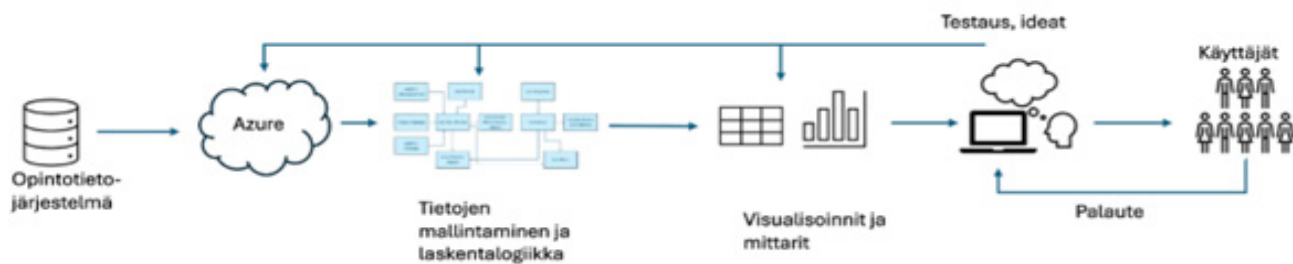 Testaus, ideat
Käyttäjät
Azure
Opintotieto-
järjestelmä
Tietojen
mallintaminen ja
laskentalogiikka
Visualisoinnit ja
mittarit
Palaute